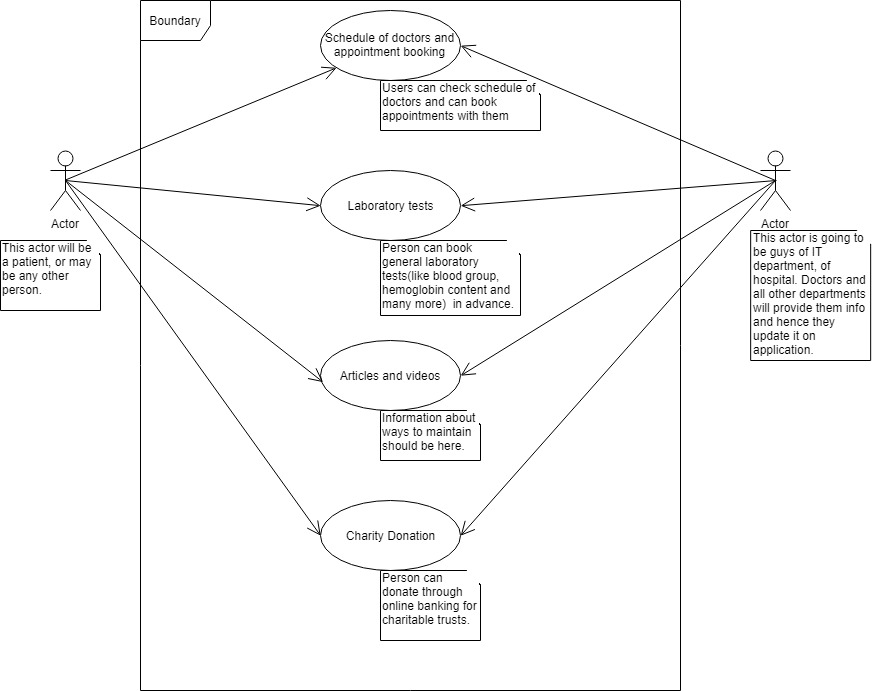 Boundary
Schedule of doctors and
appointment booking
Users can check schedule of
doctors and can book
appointments with them
Actor
This actor will be
a patient, or may
be any other
person.
Laboratory tests
Person can book
general laboratory
tests(like blood group,
hemoglobin content and
many more)  in advance.
Actor
This actor is going to
be guys of IT
department, of
hospital. Doctors and
all other departments
will provide them info
and hence they
update it on
application.
Articles and videos
Information about
ways to maintain
should be here.
Charity Donation
Person can
donate through
online banking for
charitable trusts.